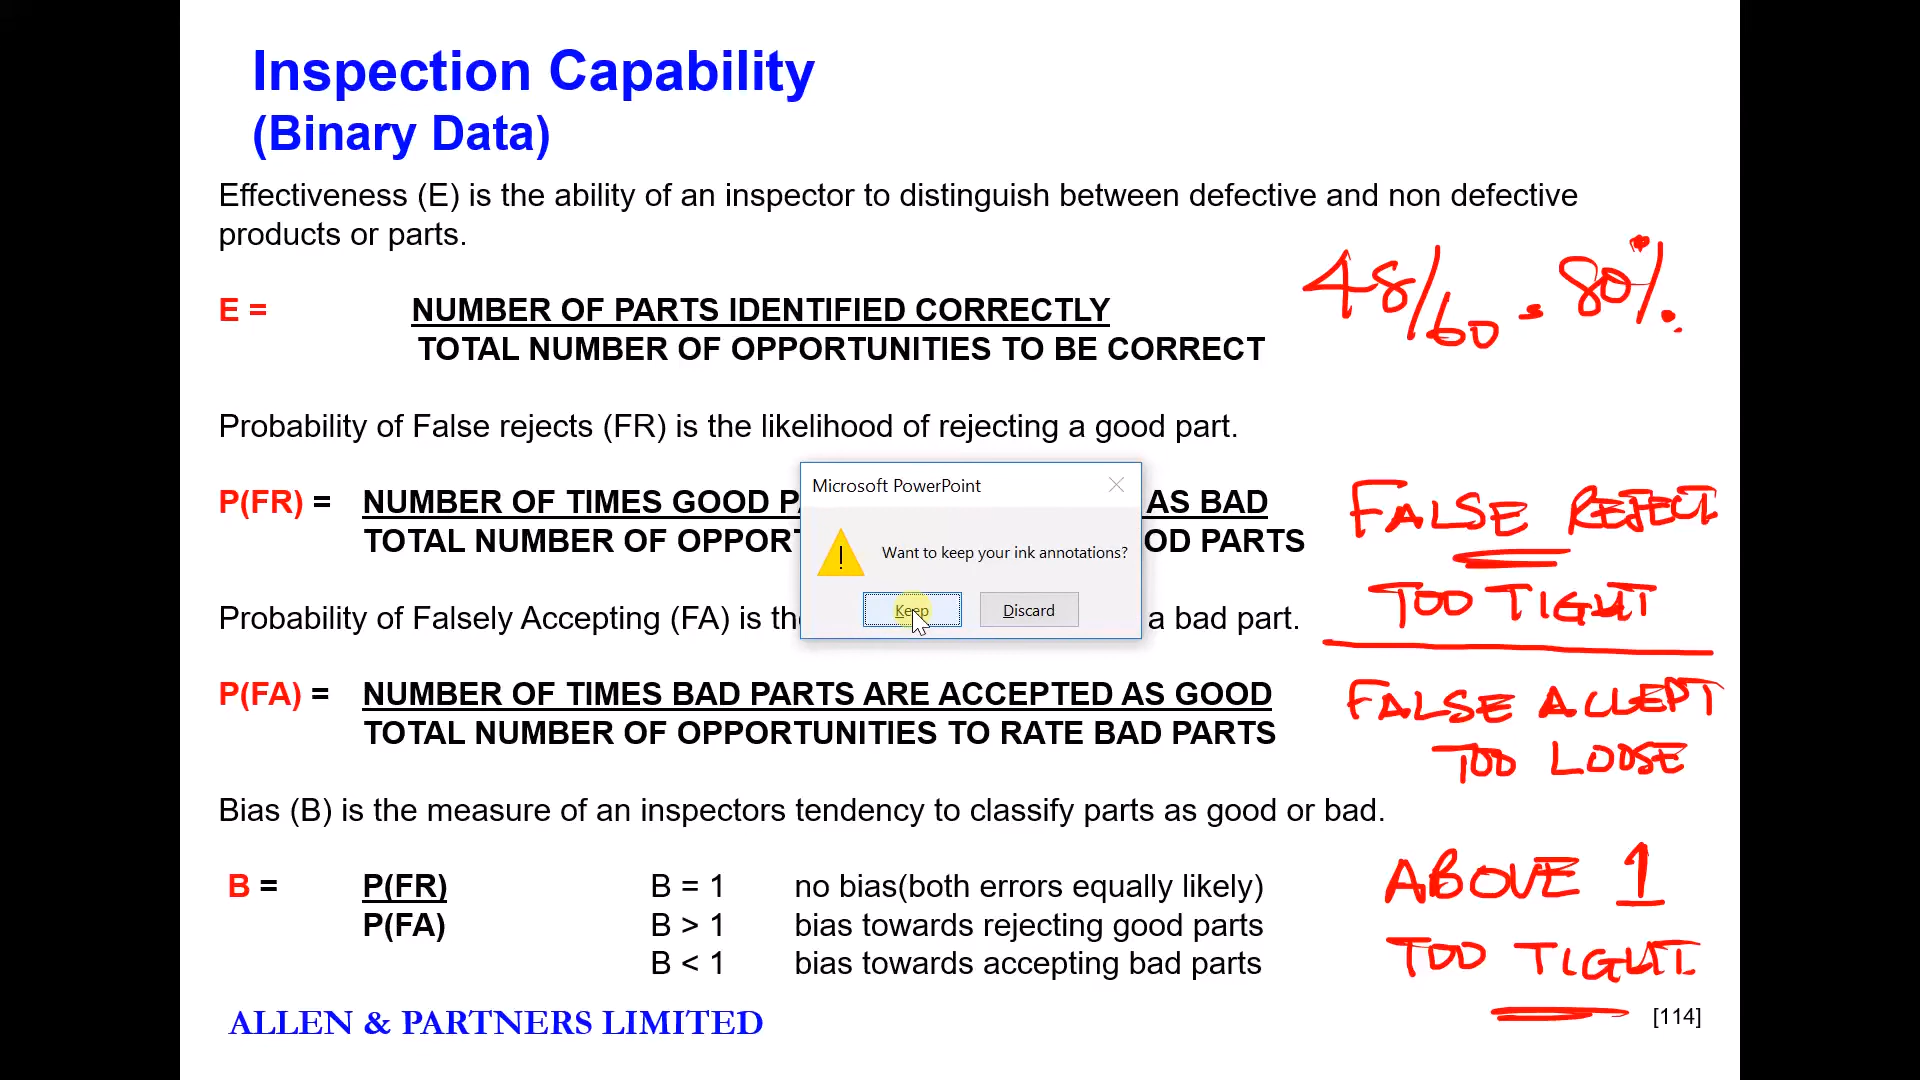 Inspection Capability
(Binary Data)
Effectiveness (E) is the ability of an inspector to distinguish between defective and non defective
products or parts.
48/60 = 80%.
E = NUMBER OF PARTS IDENTIFIED CORRECTLY
TOTAL NUMBER OF OPPORTUNITIES TO BE CORRECT
Probability of False rejects (FR) is the likelihood of rejecting a good part.
Microsoft PowerPoint
P(FR) = NUMBER OF TIMES GOOD AS BAD
FALSE REJECT
TOTAL NUMBER OF PARTS
Want to keep your ink annotations?
TOO TIGHT
Keep Discard
Probability of Falsely Accepting (FA) is a bad part.
P(FA) = NUMBER OF TIMES BAD PARTS ARE ACCEPTED AS GOOD
FALSE ACCEPT
TOTAL NUMBER OF OPPORTUNITIES TO RATE BAD PARTS
TOO LOOSE
Bias (B) is the measure of an inspectors tendency to classify parts as good or bad.
B = P(FR) B = 1 no bias(both errors equally likely)
ABOVE 1
P(FA) B > 1 bias towards rejecting good parts
B < 1 bias towards accepting bad parts
TOO TIGHT.
ALLEN & PARTNERS LIMITED
[114]